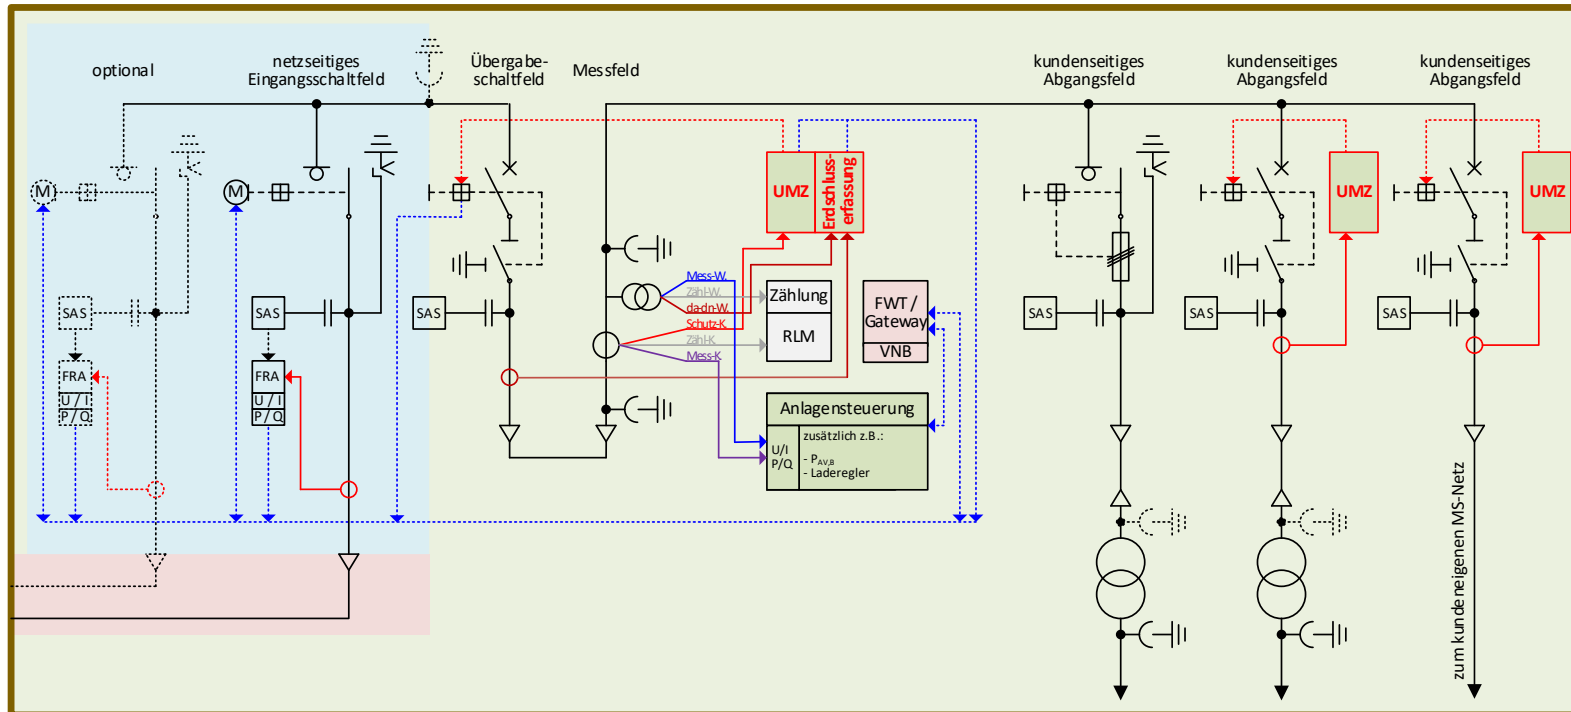 optional
netzseitiges
Eingangsschaltfeld
Übergabe-
schaltfeld
Messfeld
kundenseitiges
Abgangsfeld
kundenseitiges
Abgangsfeld
kundenseitiges
Abgangsfeld
M
M
UMZ
Erdschluss-
erfassung
UMZ
UMZ
SAS
SAS
SAS
SAS
SAS
SAS
Mess-W.
Zähl-W.
da-dn-W.
Schutz-K.
Zähl-K.
Mess-K.
Zählung
RLM
FWT /
Gateway
VNB
FRA
U / I
P / Q
FRA
U / I
P / Q
Anlagensteuerung
U/I
P/Q
zusätzlich z.B.:
- PAV,B
- Laderegler
zum kundeneigenen MS-Netz